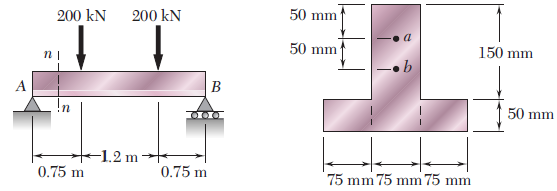 200 kN 200 kN
n
A B
n
1.2 m
0.75 m 0.75 m
50 mm
a
50 mm
150 mm
b
50 mm
75 mm 75 mm 75 mm